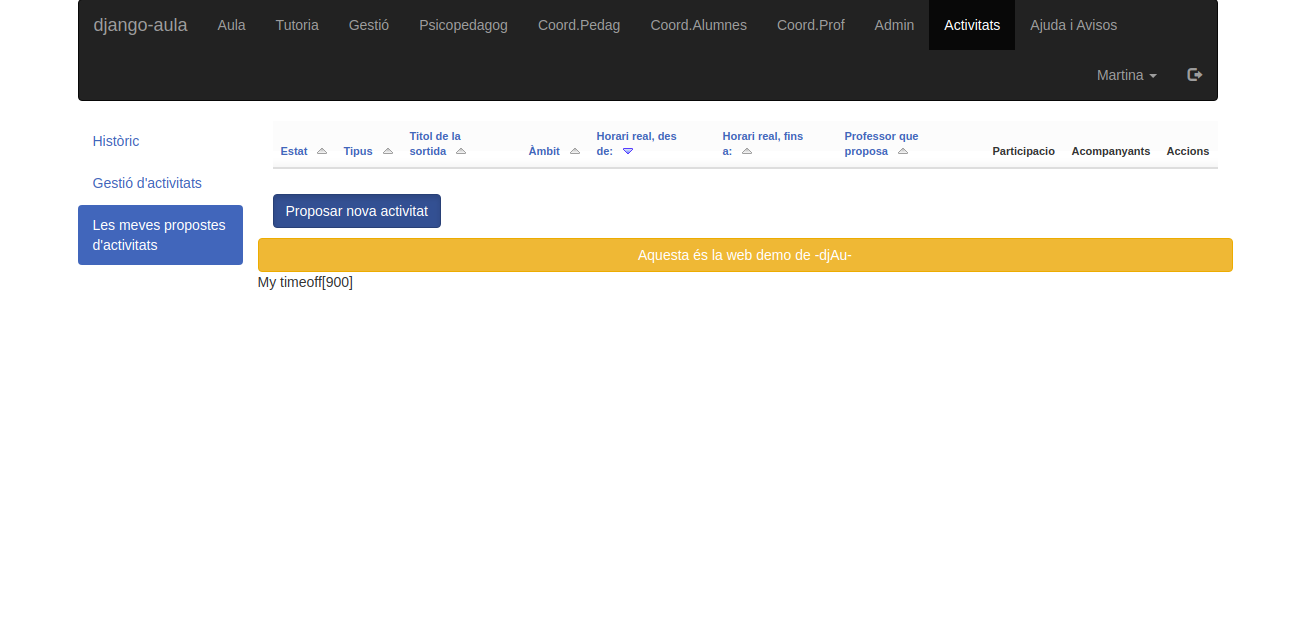 django-aula Aula Tutoria Gestió Psicopedagog Coord.Pedag Coord.Alumnes Coord.Prof Admin Activitats Ajuda i Avisos
Martina
Històric
Gestió d'activitats
Les meves propostes
d'activitats
Titol de la Horari real, des Horari real, fins Professor que
Estat Tipus sortida Àmbit de: a: proposa Participacio Acompanyants Accions
Proposar nova activitat
Aquesta és la web demo de -djAu-
My timeoff[900]